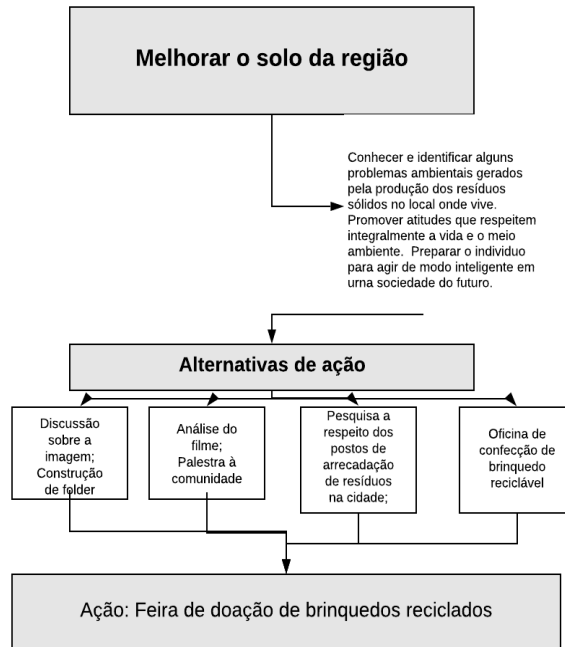 Melhorar o solo da região
Conhecer e identificar alguns
problemas ambientais gerados
pela produção dos resíduos
sólidos no local onde vive.
Promover atitudes que respeitem
integralmente a vida e o meio
ambiente. Preparar o individuo
para agir de modo inteligente em
urna sociedade do futuro.
Alternativas de ação
Discussão
sobre a
imagem;
Construção
de folder
Análise do
filme;
Palestra à
comunidade
Pesquisa a
respeito dos
postos de
arrecadação
de resíduos
na cidade;
Oficina de
confecção de
brinquedo
reciclável
Ação: Feira de doação de brinquedos reciclados